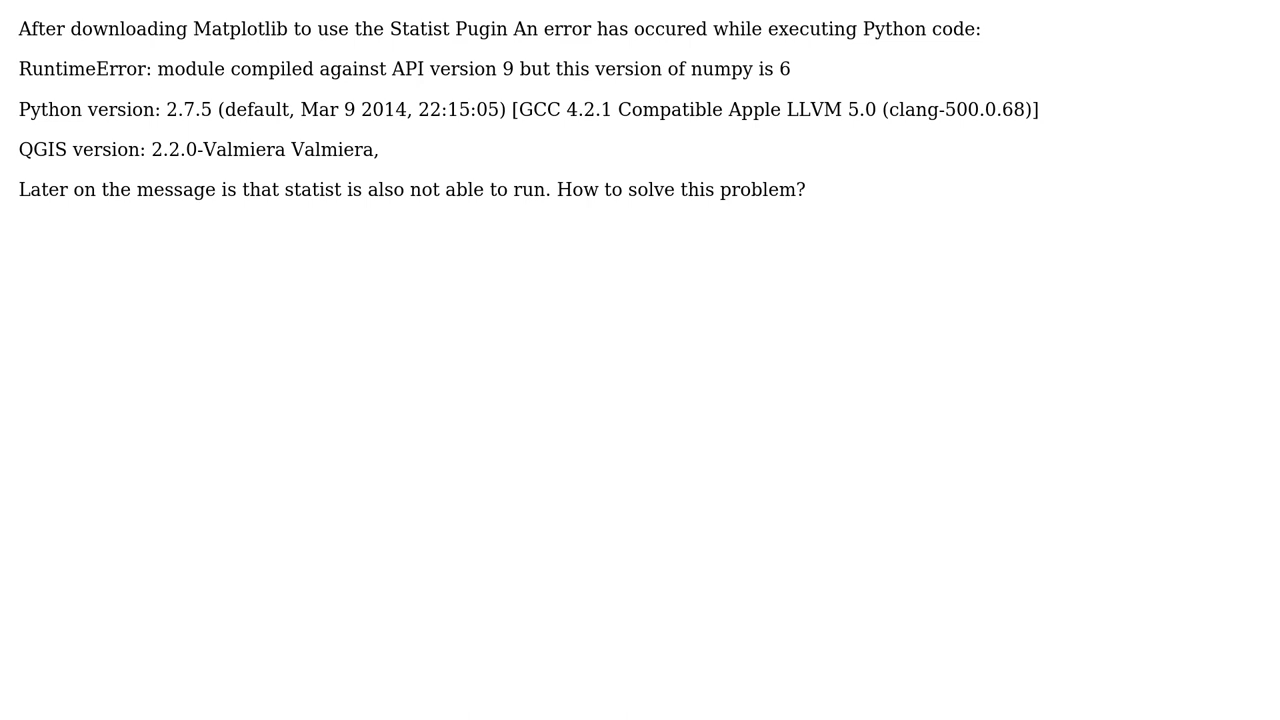 After downloading Matplotlib to use the Statist Pugin An error has occured while executing Python code:
RuntimeError: module compiled against API version 9 but this version of numpy is 6
Python version: 2.7.5 (default, Mar 9 2014, 22:15:05) [GCC 4.2.1 Compatible Apple LLVM 5.0 (clang-500.0.68)]
QGIS version: 2.2.0-Valmiera Valmiera,
Later on the message is that statist is also not able to run. How to solve this problem?